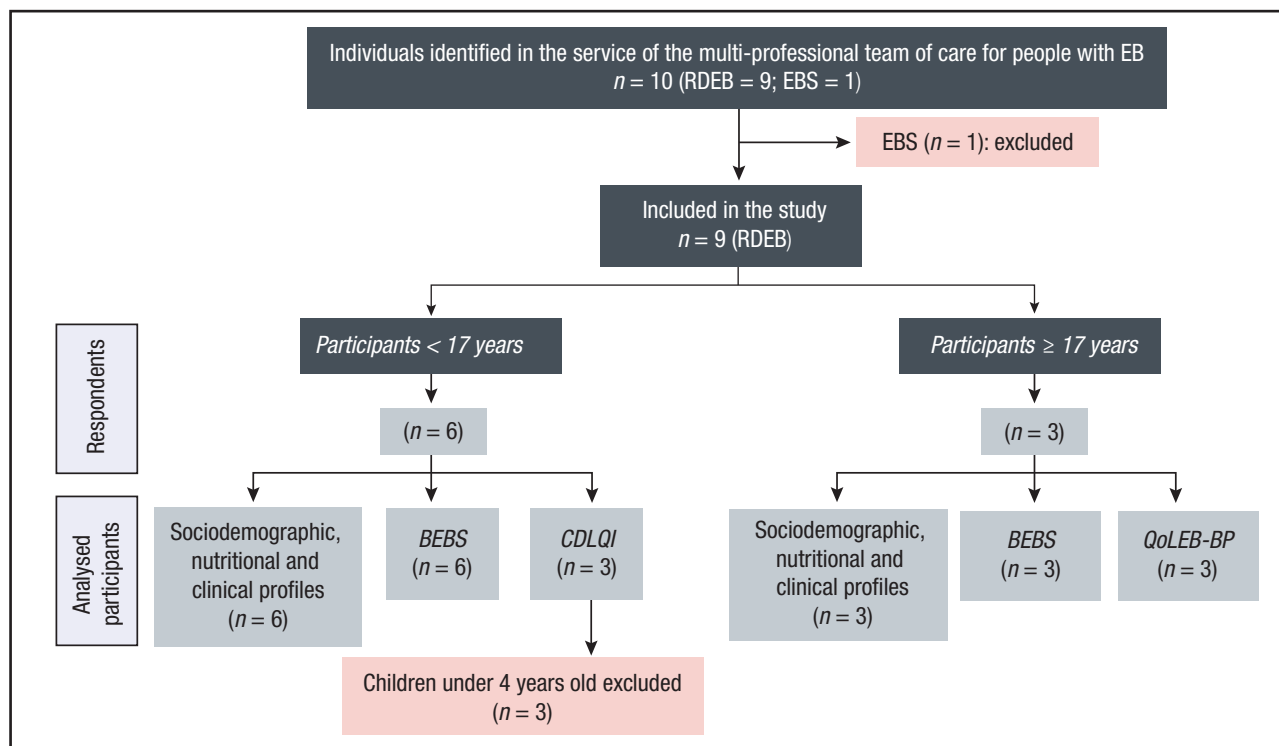 Individuals identified in the service of the multi-professional team of care for people with EB
n = 10 (RDEB = 9; EBS = 1)
EBS (n = 1): excluded
Included in the study
n = 9 (RDEB)
Respondents
Participants < 17 years
Participants ≥ 17 years
(n = 6)
(n = 3)
Analysed
participants
Sociodemographic,
nutritional and
clinical profiles
(n = 6)
BEBS
(n = 6)
CDLQI
(n = 3)
Sociodemographic,
nutritional and
clinical profiles
(n = 3)
BEBS
(n = 3)
QoLEB-BP
(n = 3)
Children under 4 years old excluded
(n = 3)